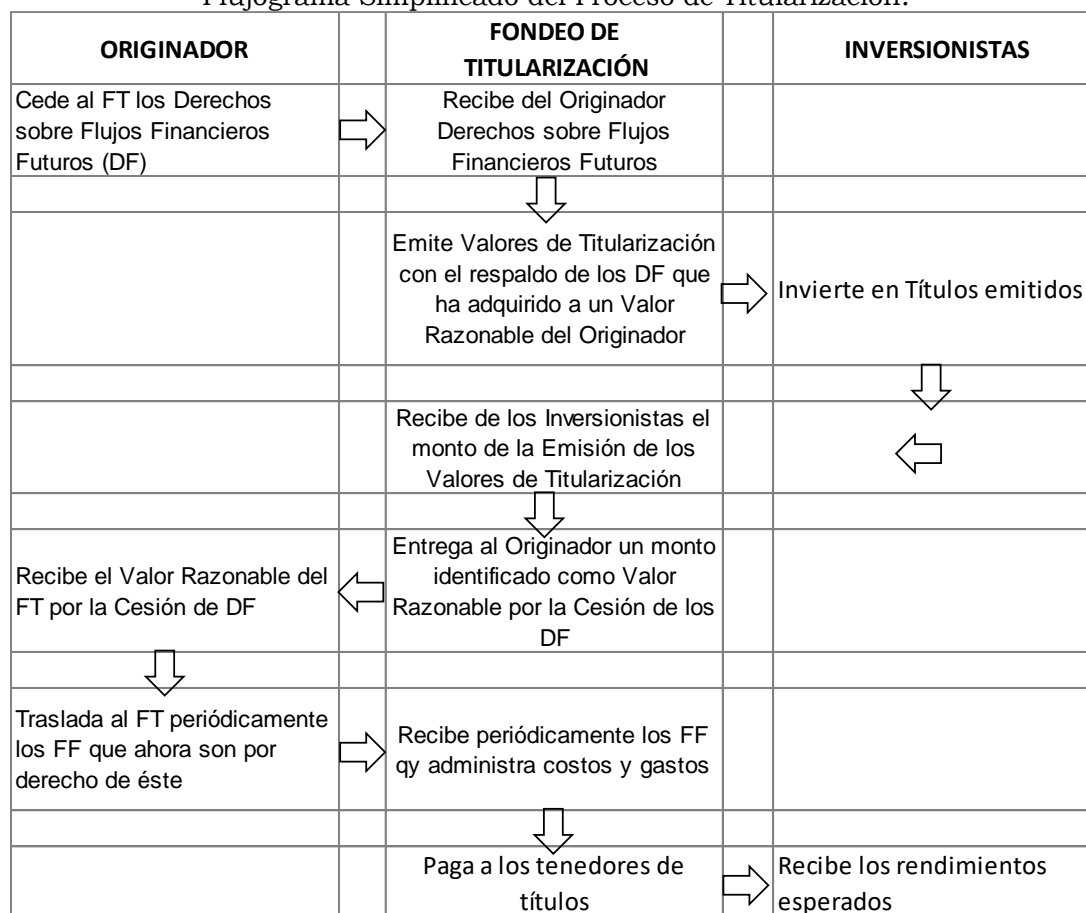 Flujograma Simplificado del Proceso de Titularización.
ORIGINADOR
FONDEO DE
TITULARIZACIÓN
INVERSIONISTAS
Cede al FT los Derechos
sobre Flujos Financieros
Futuros (DF)
Recibe del Originador
Derechos sobre Flujos
Financieros Futuros
Emite Valores de Titularización
con el respaldo de los DF que
ha adquirido a un Valor
Razonable del Originador
Invierte en Títulos emitidos
Recibe de los Inversionistas el
monto de la Emisión de los
Valores de Titularización
Recibe el Valor Razonable del
FT por la Cesión de DF
Entrega al Originador un monto
identificado como Valor
Razonable por la Cesión de los
DF
Traslada al FT periódicamente
los FF que ahora son por
derecho de éste
Recibe periódicamente los FF
qy administra costos y gastos
Paga a los tenedores de
títulos
Recibe los rendimientos
esperados